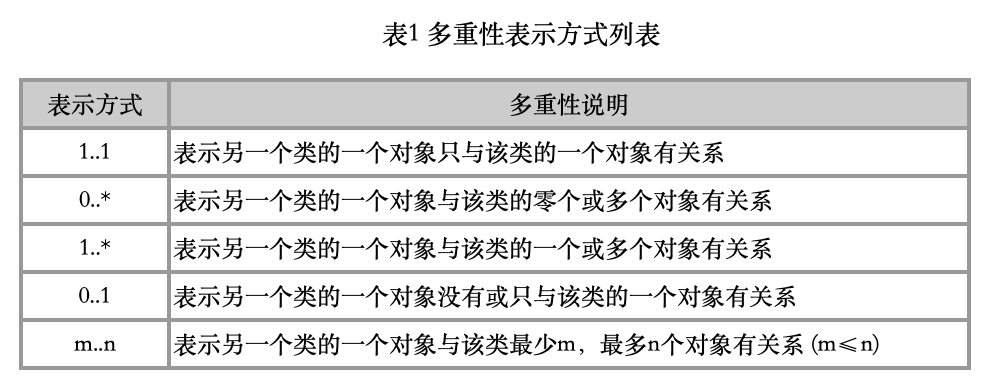 表1 多重性表示方式列表
表示方式 多重性说明
1..1 表示另一个类的一个对象只与该类的一个对象有关系
0..* 表示另一个类的一个对象与该类的零个或多个对象有关系
1..* 表示另一个类的一个对象与该类的一个或多个对象有关系
0..1 表示另一个类的一个对象没有或只与该类的一个对象有关系
m..n 表示另一个类的一个对象与该类最少m，最多n个对象有关系 (m≤n)